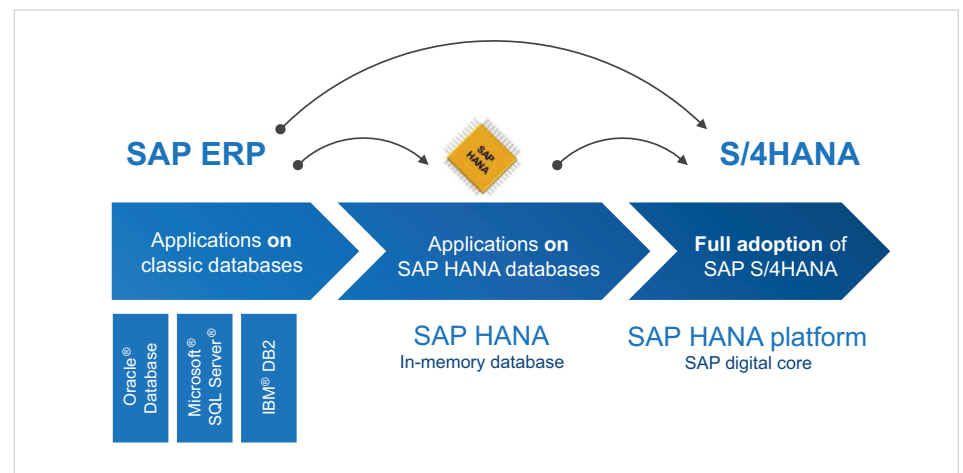 SAP ERP
SAP
HANA
S/4HANA
Applications on
classic databases
Applications on
SAP HANA databases
Full adoption of
SAP S/4HANA
Oracle®
Database
Microsoft®
SQL Server®
IBM® DB2
SAP HANA
In-memory database
SAP HANA platform
SAP digital core